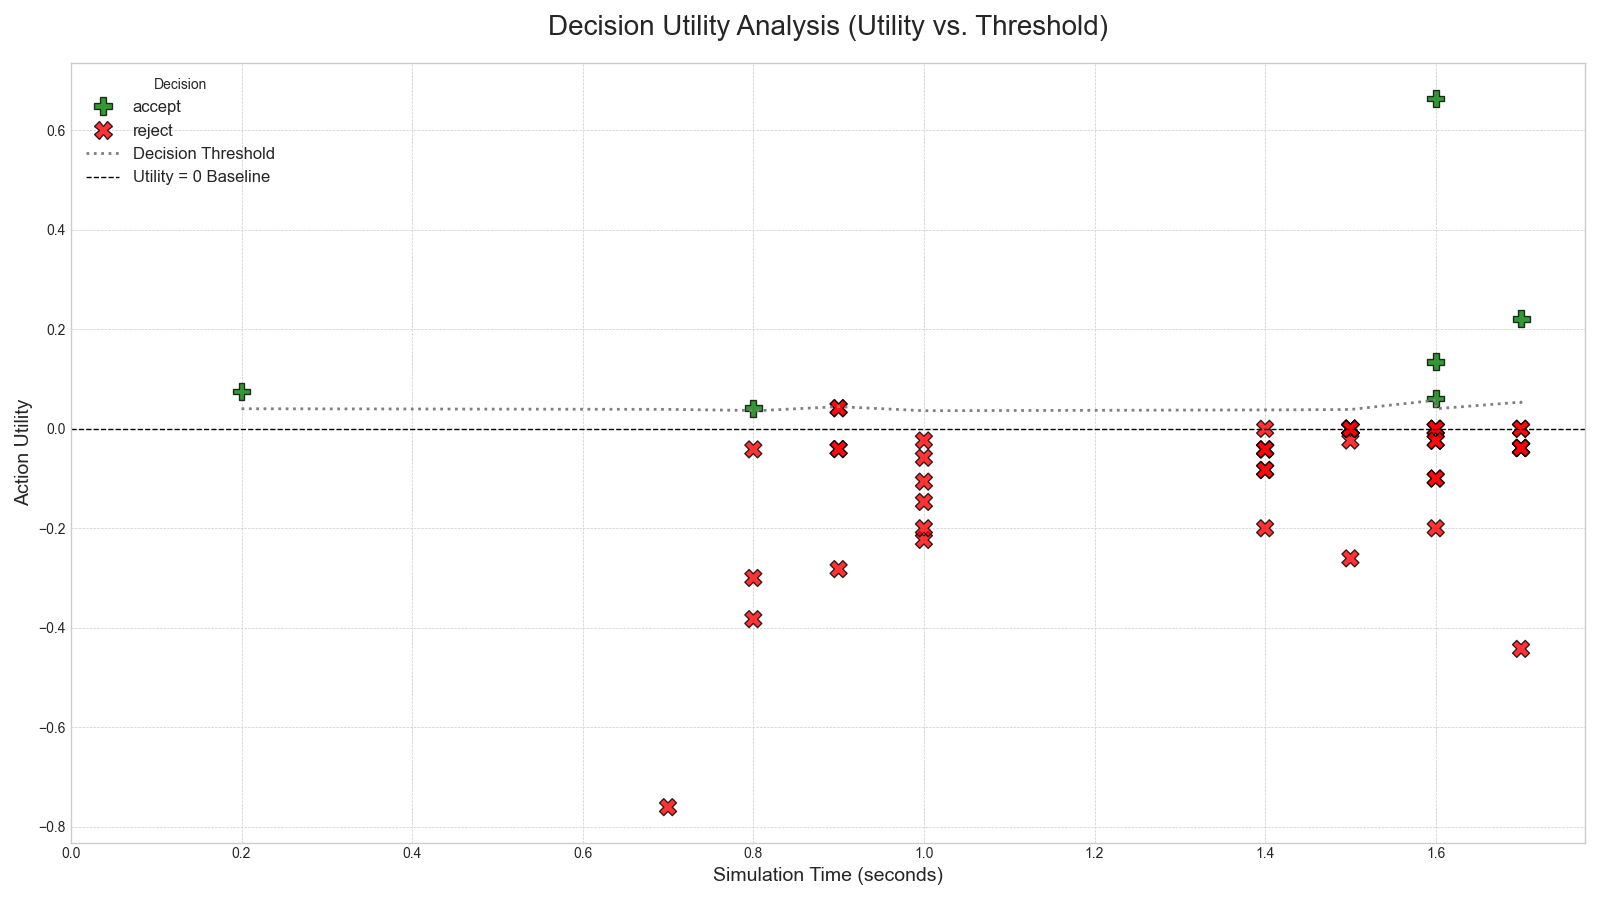 Decision Utility Analysis (Utility vs. Threshold)
Decision
accept
reject
Decision Threshold
Utility = 0 Baseline
Action Utility
0.6
0.4
0.2
0.0
−0.2
−0.4
−0.6
−0.8
0.0 0.2 0.4 0.6 0.8 1.0 1.2 1.4 1.6
Simulation Time (seconds)